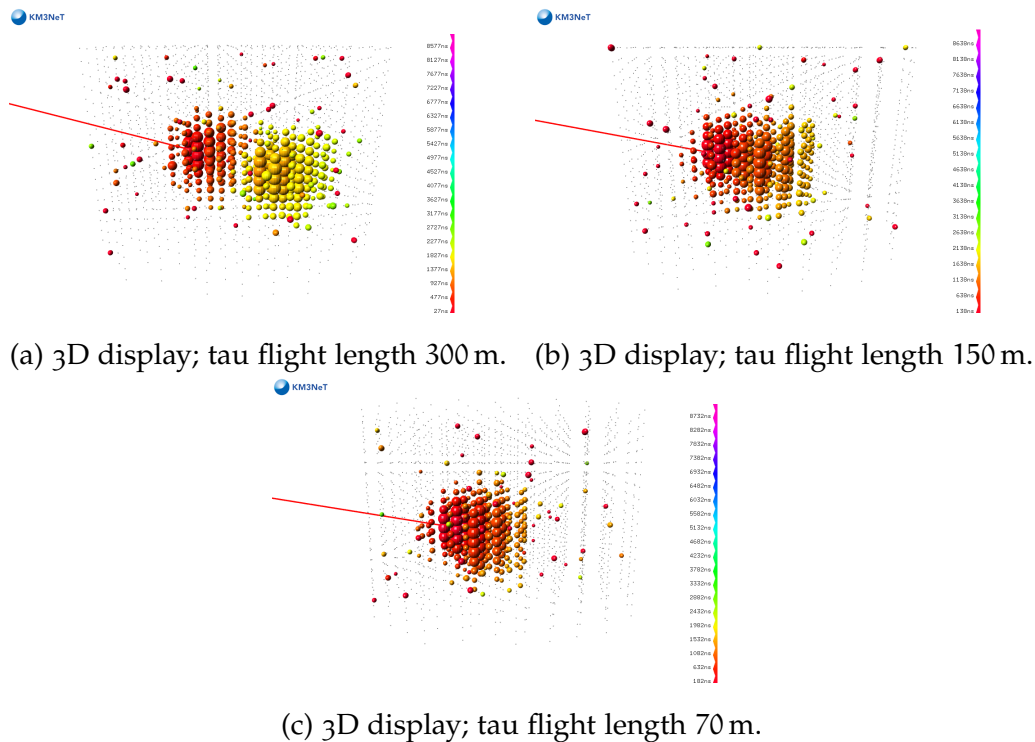 KM3NeT
8577ns
8127ns
7677ns
7227ns
6777ns
6327ns
5877ns
5427ns
4977ns
4527ns
4077ns
3627ns
3177ns
2727ns
2277ns
1827ns
1377ns
927ns
477ns
27ns
KM3NeT
8638ns
8138ns
7638ns
7138ns
6638ns
6138ns
5638ns
5138ns
4638ns
4138ns
3638ns
3138ns
2638ns
2138ns
1638ns
1138ns
638ns
138ns
(a) 3D display; tau flight length 300 m.
(b) 3D display; tau flight length 150 m.
KM3NeT
8732ns
8282ns
7832ns
7382ns
6932ns
6482ns
6032ns
5582ns
5132ns
4682ns
4232ns
3782ns
3332ns
2882ns
2432ns
1982ns
1532ns
1082ns
632ns
182ns
(c) 3D display; tau flight length 70 m.